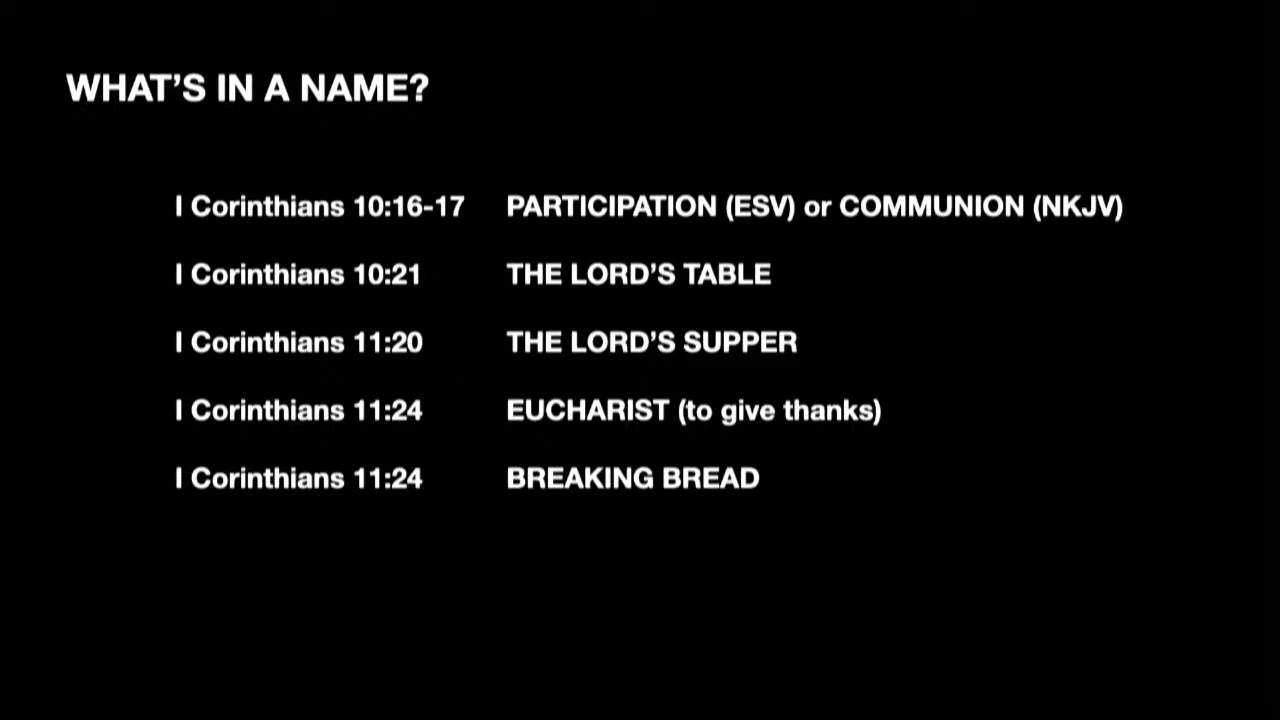 WHAT’S IN A NAME?
I Corinthians 10:16-17 PARTICIPATION (ESV) or COMMUNION (NKJV)
I Corinthians 10:21 THE LORD’S TABLE
I Corinthians 11:20 THE LORD’S SUPPER
I Corinthians 11:24 EUCHARIST (to give thanks)
I Corinthians 11:24 BREAKING BREAD